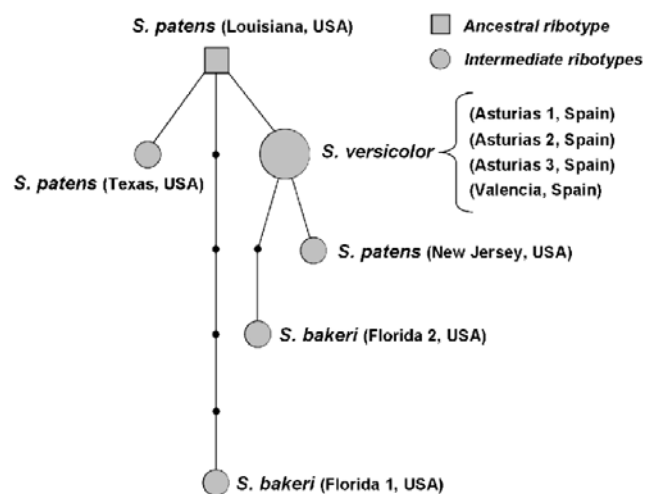 S. patens (Louisiana, USA)
Ancestral ribotype
Intermediate ribotypes
S. versicolor
(Asturias 1, Spain)
(Asturias 2, Spain)
(Asturias 3, Spain)
(Valencia, Spain)
S. patens (Texas, USA)
S. patens (New Jersey, USA)
S. bakeri (Florida 2, USA)
S. bakeri (Florida 1, USA)